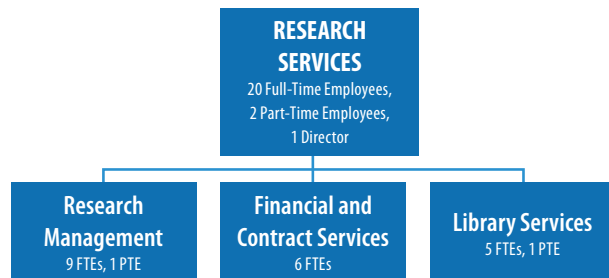 RESEARCH
SERVICES
20 Full-Time Employees,
2 Part-Time Employees,
1 Director
Research
Management
9 FTEs, 1 PTE
Financial and
Contract Services
6 FTEs
Library Services
5 FTEs, 1 PTE